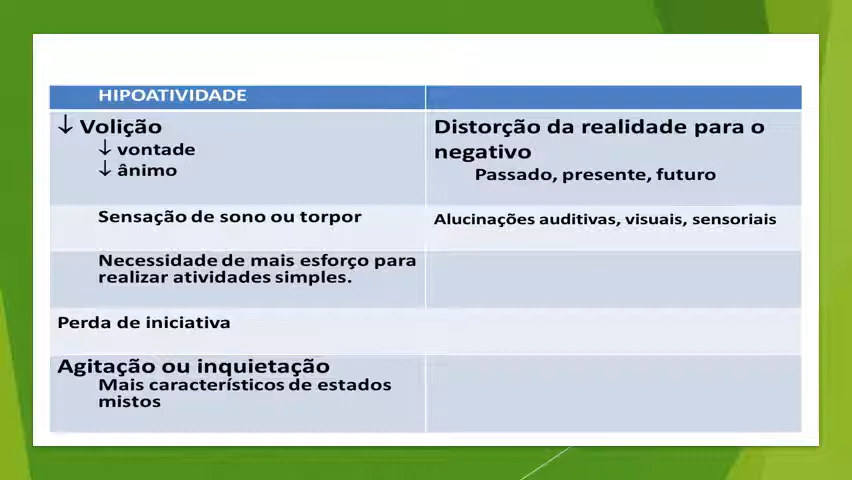 HIPOATIVIDADE
↓ Volição
↓ vontade
↓ ânimo
Distorção da realidade para o
negativo
Passado, presente, futuro
Sensação de sono ou torpor
Alucinações auditivas, visuais, sensoriais
Necessidade de mais esforço para
realizar atividades simples.
Perda de iniciativa
Agitação ou inquietação
Mais característicos de estados
mistos